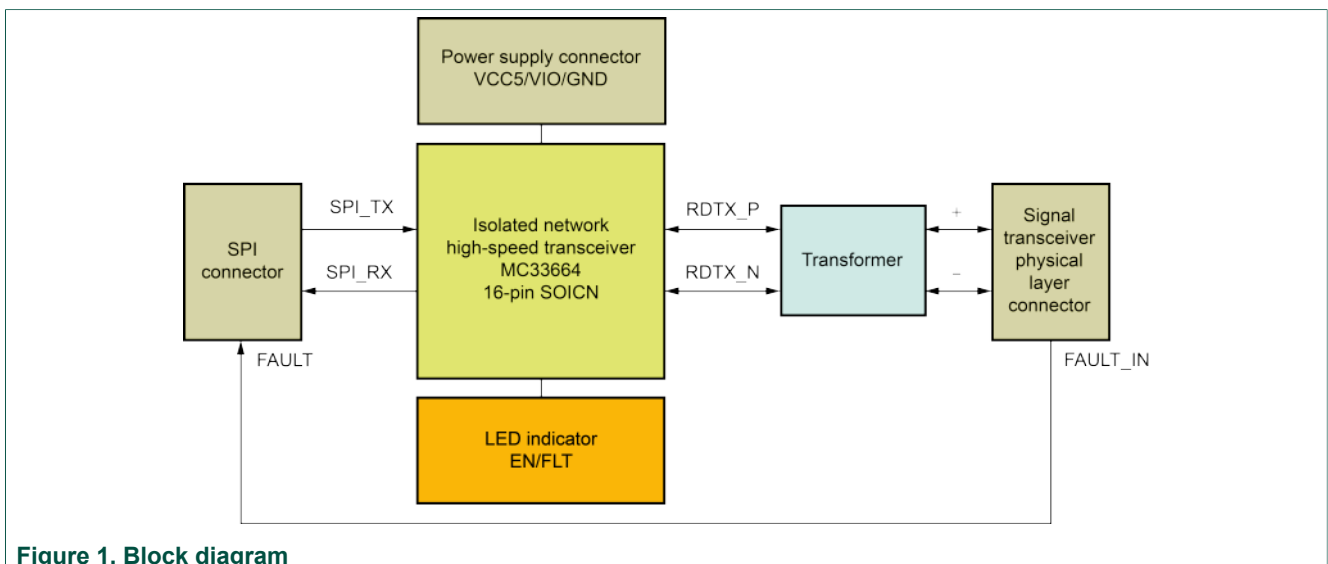 Power supply connector
VCC5/VIO/GND
SPI
connector
SPI_TX
SPI_RX
FAULT
Isolated network
high-speed transceiver
MC33664
16-pin SOICN
RDTX_P
RDTX_N
Transformer
+
−
Signal
transceiver
physical
layer
connector
FAULT_IN
LED indicator
EN/FLT
Figure 1. Block diagram